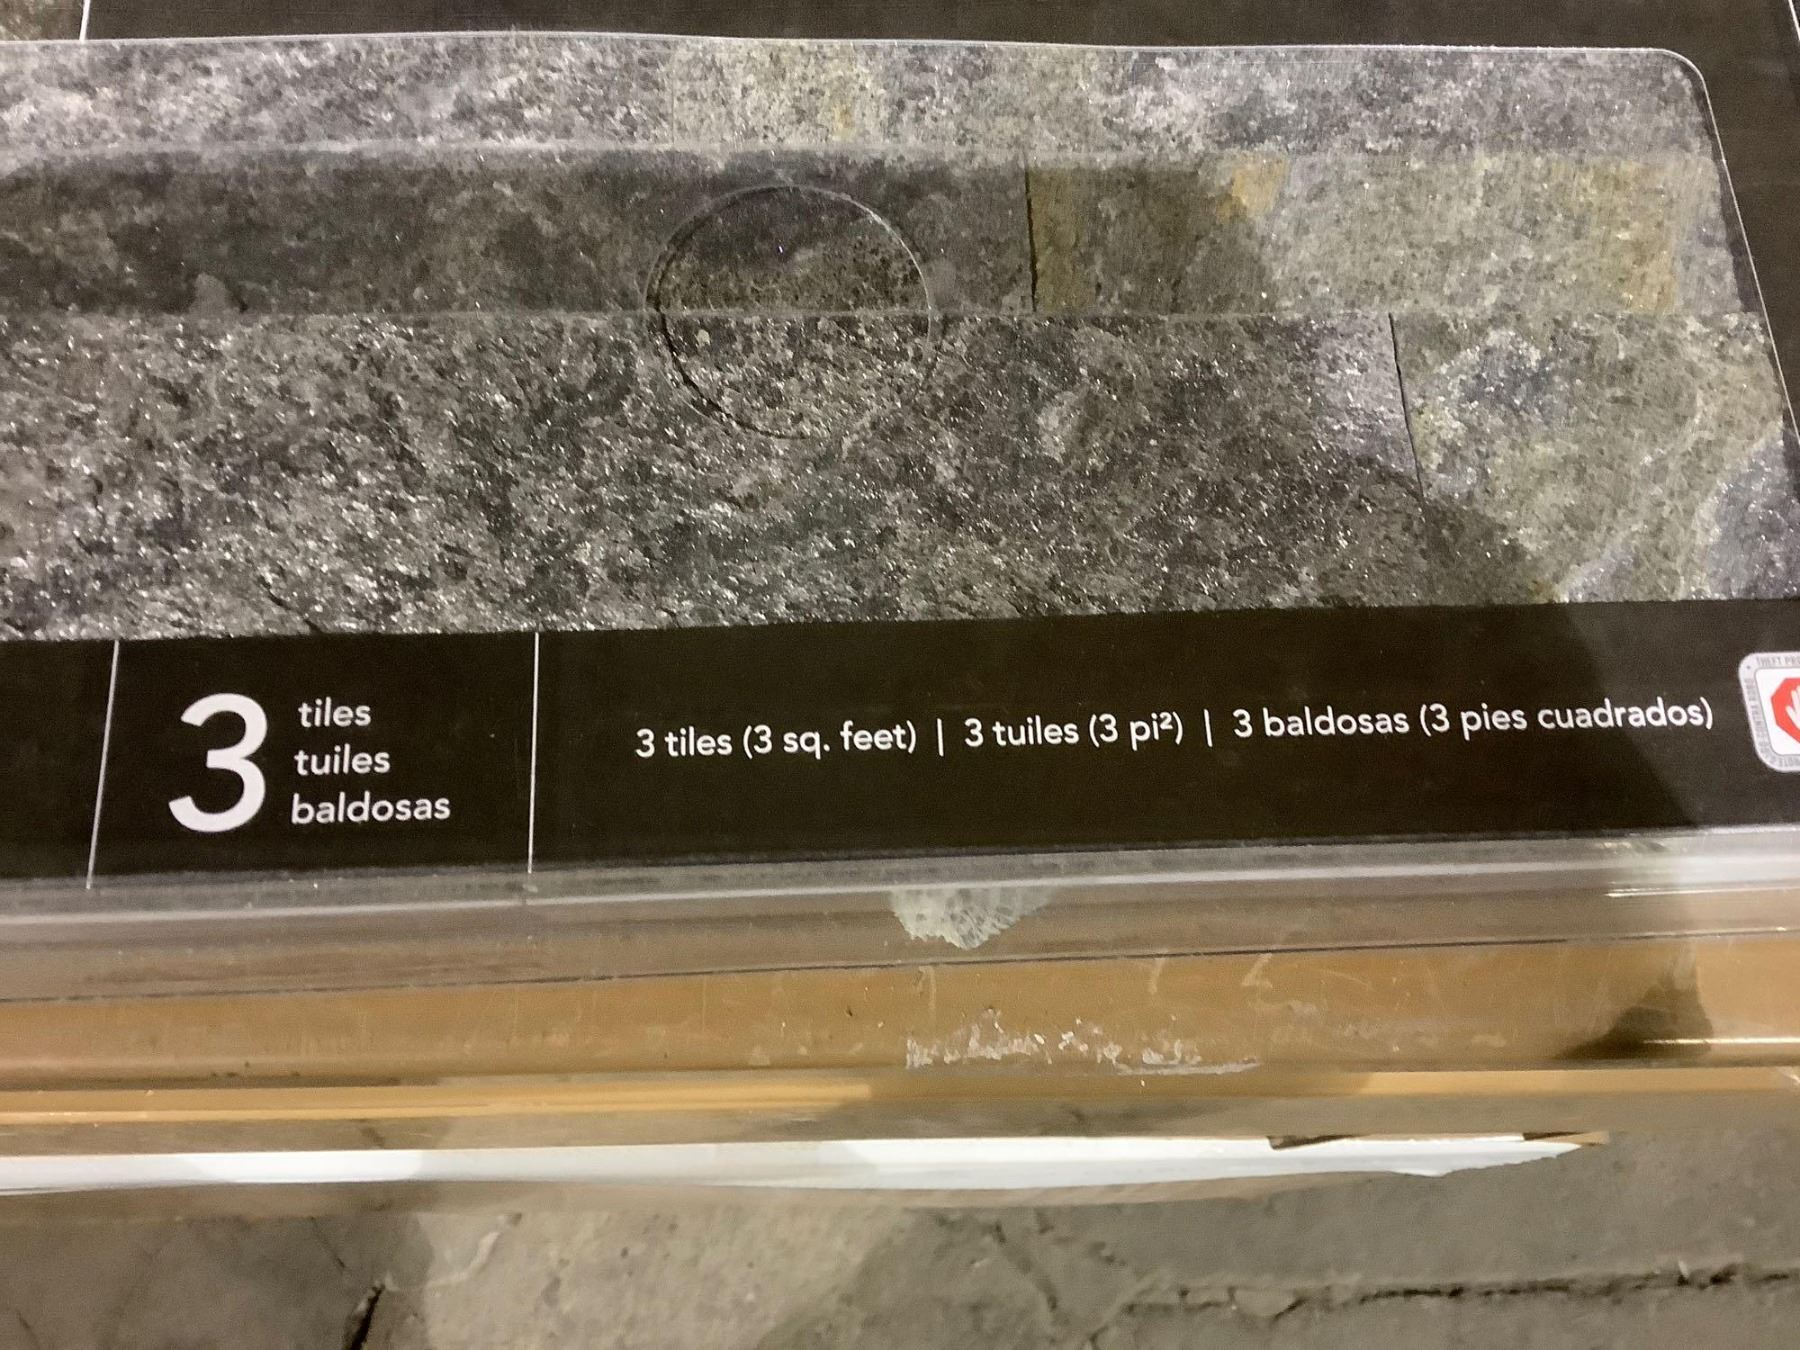 3 tiles
tuiles
baldosas
3 tiles (3 sq. feet) | 3 tuiles (3 pi²) | 3 baldosas (3 pies cuadrados)